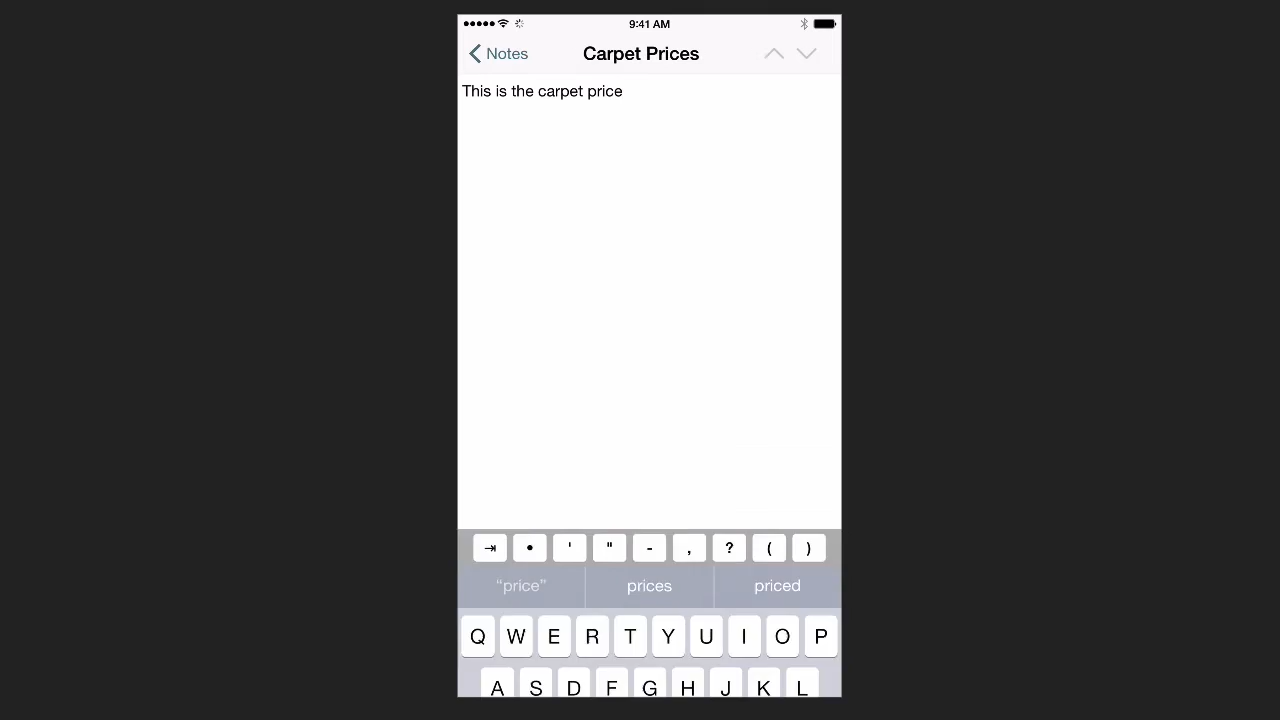 9:41 AM
Notes
Carpet Prices
This is the carpet price
⇥ • ' " - , ? ( )
“price” prices priced
Q W E R T Y U I O P
A S D F G H J K L